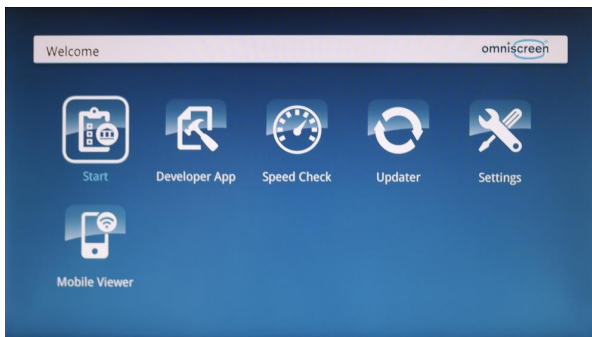 Welcome
omniscreen
Start
Developer App
Speed Check
Updater
Settings
Mobile Viewer